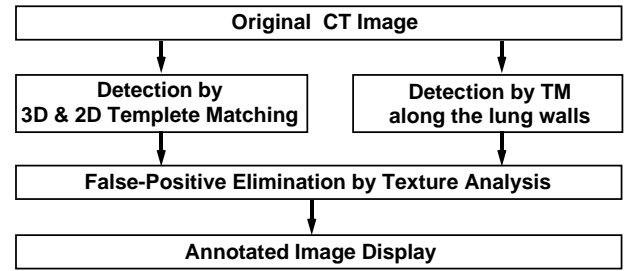 Original CT Image
Detection by
3D & 2D Templete Matching
Detection by TM
along the lung walls
False-Positive Elimination by Texture Analysis
Annotated Image Display